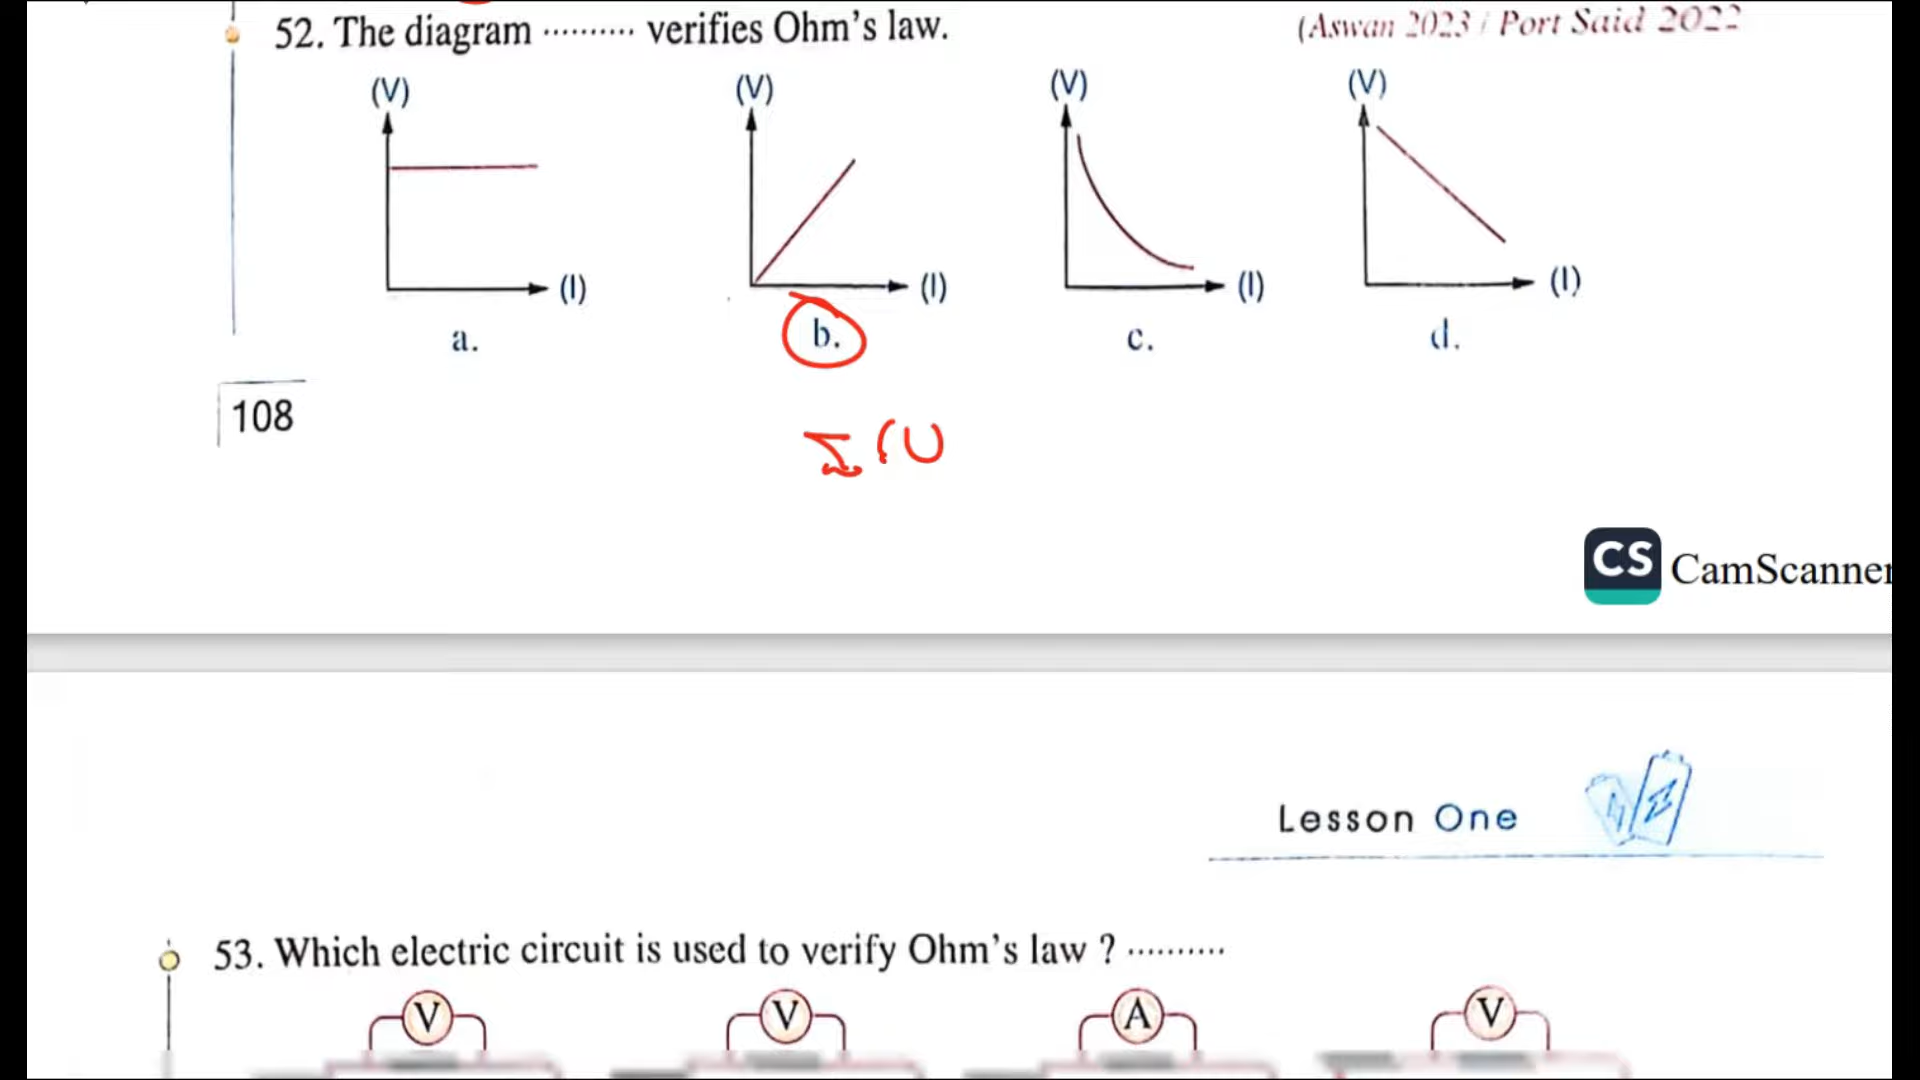 52. The diagram .......... verifies Ohm's law.
(Aswan 2023 / Port Said 2022
(V) (V) (V) (V)
(I) (I) (I) (I)
a. b. c. d.
108
CS CamScanner
Lesson One
53. Which electric circuit is used to verify Ohm's law ? ..........
V V A V